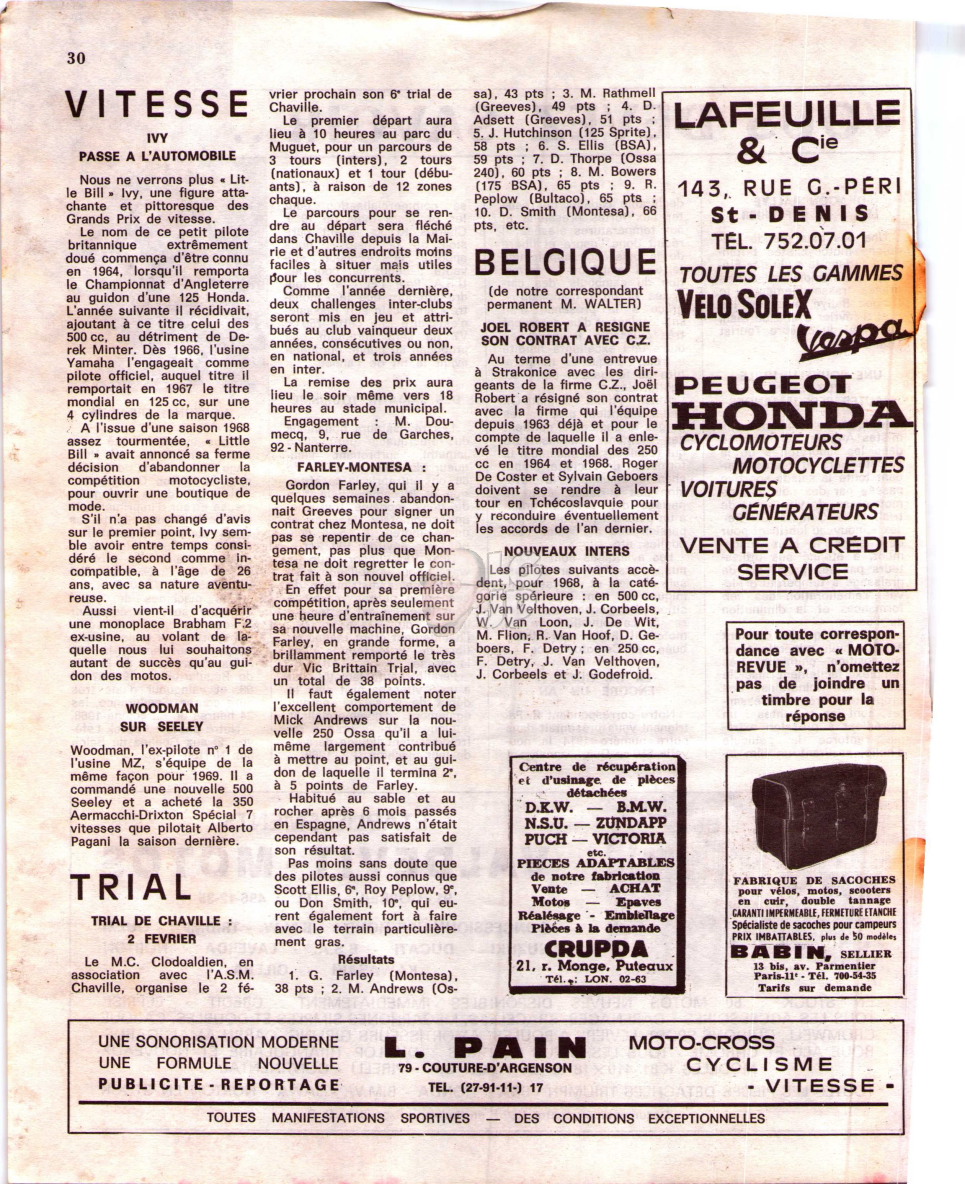 30
VITESSE
IVY
PASSE A L'AUTOMOBILE
Nous ne verrons plus « Lit-
tle Bill » Ivy, une figure atta-
chante et pittoresque des
Grands Prix de vitesse.
Le nom de ce petit pilote
britannique extrêmement
doué commença d'être connu
en 1964, lorsqu'il remporta
le Championnat d'Angleterre
au guidon d'une 125 Honda.
L'année suivante il récidivait,
ajoutant à ce titre celui des
500 cc, au détriment de De-
rek Minter. Dès 1966, l'usine
Yamaha l'engageait comme
pilote officiel, auquel titre il
remportait en 1967 le titre
mondial en 125 cc, sur une
4 cylindres de la marque.
A l'issue d'une saison 1968
assez tourmentée, « Little
Bill » avait annoncé sa ferme
décision d'abandonner la
compétition motocycliste,
pour ouvrir une boutique de
mode.
S'il n'a pas changé d'avis
sur le premier point, Ivy sem-
ble avoir entre temps consi-
déré le second comme in-
compatible, à l'âge de 26
ans, avec sa nature aventu-
reuse.
Aussi vient-il d'acquérir
une monoplace Brabham F.2
ex-usine, au volant de la-
quelle nous lui souhaitons
autant de succès qu'au gui-
don des motos.
WOODMAN
SUR SEELEY
Woodman, l'ex-pilote n° 1 de
l'usine MZ, s'équipe de la
même façon pour 1969. Il a
commandé une nouvelle 500
Seeley et a acheté la 350
Aermacchi-Drixton Spécial 7
vitesses que pilotait Alberto
Pagani la saison dernière.
TRIAL
TRIAL DE CHAVILLE :
2 FEVRIER
Le M.C. Clodoaldien, en
association avec l'A.S.M.
Chaville, organise le 2 fé-
vrier prochain son 6e trial de
Chaville.
Le premier départ aura
lieu à 10 heures au parc du
Muguet, pour un parcours de
3 tours (inters), 2 tours
(nationaux) et 1 tour (débu-
ants), à raison de 12 zones
chaque.
Le parcours pour se ren-
dre au départ sera fléché
dans Chaville depuis la Mai-
rie et d'autres endroits moins
faciles à situer mais utiles
pour les concurrents.
Comme l'année dernière,
deux challenges inter-clubs
seront mis en jeu et attri-
bués au club vainqueur deux
années, consécutives ou non,
en national, et trois années
en inter.
La remise des prix aura
lieu le soir même vers 18
heures au stade municipal.
Engagement : M. Dou-
mecq, 9, rue de Garches,
92 - Nanterre.
FARLEY-MONTESA :
Gordon Farley, qui il y a
quelques semaines abandon-
nait Greeves pour signer un
contrat chez Montesa, ne doit
pas se repentir de ce chan-
gement, pas plus que Mon-
tesa ne doit regretter le con-
trat fait à son nouvel officiel.
En effet pour sa première
compétition, après seulement
une heure d'entraînement sur
sa nouvelle machine, Gordon
Farley, en grande forme, a
brillamment remporté le très
dur Vic Brittain Trial, avec
un total de 38 points.
Il faut également noter
l'excellent comportement de
Mick Andrews sur la nou-
velle 250 Ossa qu'il a lui-
même largement contribué
à mettre au point, et au gui-
don de laquelle il termina 2e,
à 5 points de Farley.
Habitué au sable et au
rocher après 6 mois passés
en Espagne, Andrews n'était
cependant pas satisfait de
son résultat.
Pas moins sans doute que
des pilotes aussi connus que
Scott Ellis, 6e, Roy Peplow, 9e,
ou Don Smith, 10e, qui eu-
rent également fort à faire
avec le terrain particulière-
ment gras.
Résultats
1. G. Farley (Montesa),
38 pts ; 2. M. Andrews (Os-
sa), 43 pts ; 3. M. Rathmell
(Greeves), 49 pts ; 4. D.
Adsett (Greeves), 51 pts ;
5. J. Hutchinson (125 Sprite),
58 pts ; 6. S. Ellis (BSA),
59 pts ; 7. D. Thorpe (Ossa
240), 60 pts ; 8. M. Bowers
(175 BSA), 65 pts ; 9. R.
Peplow (Bultaco), 65 pts ;
10. D. Smith (Montesa), 66
pts, etc.
BELGIQUE
(de notre correspondant
permanent M. WALTER)
JOEL ROBERT A RESIGNE
SON CONTRAT AVEC C.Z.
Au terme d'une entrevue
à Strakonice avec les diri-
geants de la firme C.Z., Joël
Robert a résigné son contrat
avec la firme qui l'équipe
depuis 1963 déjà et pour le
compte de laquelle il a enle-
vé le titre mondial des 250
cc en 1964 et 1968. Roger
De Coster et Sylvain Geboers
doivent se rendre à leur
tour en Tchécoslavquie pour
y reconduire éventuellement
les accords de l'an dernier.
NOUVEAUX INTERS
Les pilotes suivants accè-
dent, pour 1968, à la caté-
gorie spérieure : en 500 cc,
J. Van Velthoven, J. Corbeels,
W. Van Loon, J. De Wit,
M. Flion, R. Van Hoof, D. Ge-
boers, F. Detry ; en 250 cc,
F. Detry, J. Van Velthoven,
J. Corbeels et J. Godefroid.
Centre de récupération
et d'usinage de pièces
détachées
D.K.W. — B.M.W.
N.S.U. — ZUNDAPP
PUCH — VICTORIA
etc.
PIECES ADAPTABLES
de notre fabrication
Vente — ACHAT
Motos — Epaves
Réalésage - Embiellage
Pièces à la demande
CRUPDA
21, r. Monge, Puteaux
Tél. : LON. 02-63
LAFEUILLE
& Cie
143, RUE G.-PÉRI
St - DENIS
TÉL. 752.07.01
TOUTES LES GAMMES
VELO SOLEX
Vespa
PEUGEOT
HONDA
CYCLOMOTEURS
MOTOCYCLETTES
VOITURES
GÉNÉRATEURS
VENTE A CRÉDIT
SERVICE
Pour toute correspon-
dance avec « MOTO-
REVUE », n'omettez
pas de joindre un
timbre pour la
réponse
FABRIQUE DE SACOCHES
pour vélos, motos, scooters
en cuir, double tannage
GARANTI IMPERMEABLE, FERMETURE ETANCHE
Spécialiste de sacoches pour campeurs
PRIX IMBATTABLES, plus de 50 modèles
BABIN, SELLIER
13 bis, av. Parmentier
Paris-11e - Tél. 700-54-35
Tarifs sur demande
UNE SONORISATION MODERNE
UNE FORMULE NOUVELLE
PUBLICITE - REPORTAGE
L. PAIN
79 - COUTURE-D'ARGENSON
TEL. (27-91-11-) 17
MOTO-CROSS
CYCLISME
- VITESSE -
TOUTES MANIFESTATIONS SPORTIVES — DES CONDITIONS EXCEPTIONNELLES